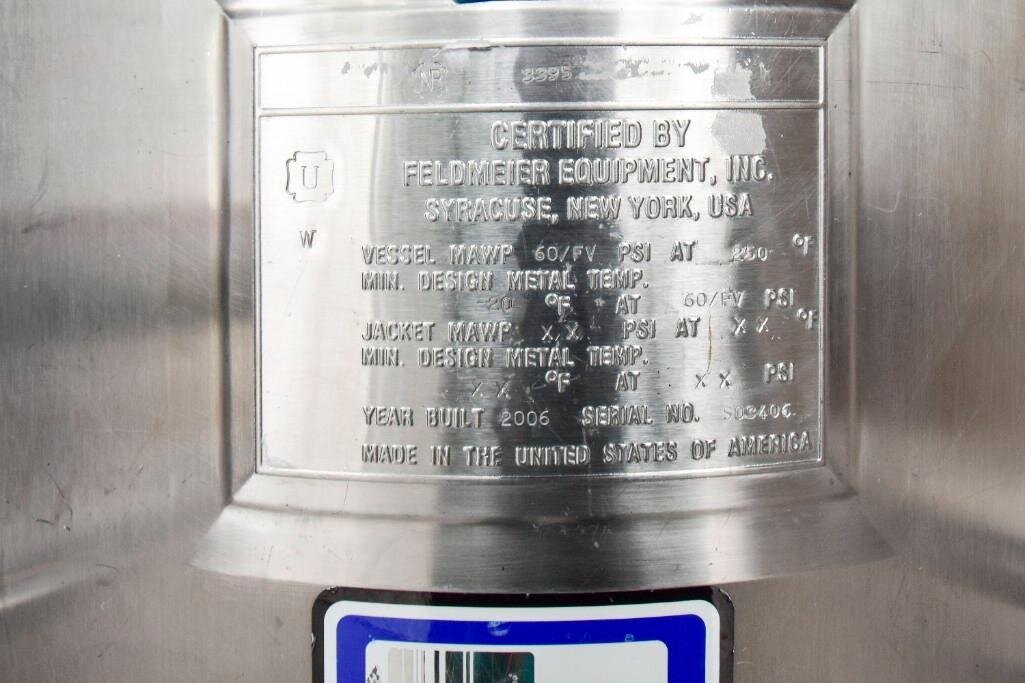 NB 3395
CERTIFIED BY
U
FELDMEIER EQUIPMENT, INC.
SYRACUSE, NEW YORK, USA
W
VESSEL MAWP 60/FV PSI AT 250 °F
MIN. DESIGN METAL TEMP.
-20 °F AT 60/FV PSI
JACKET MAWP X X PSI AT X X °F
MIN. DESIGN METAL TEMP.
X X °F AT X X PSI
YEAR BUILT 2006 SERIAL NO. S03406
MADE IN THE UNITED STATES OF AMERICA